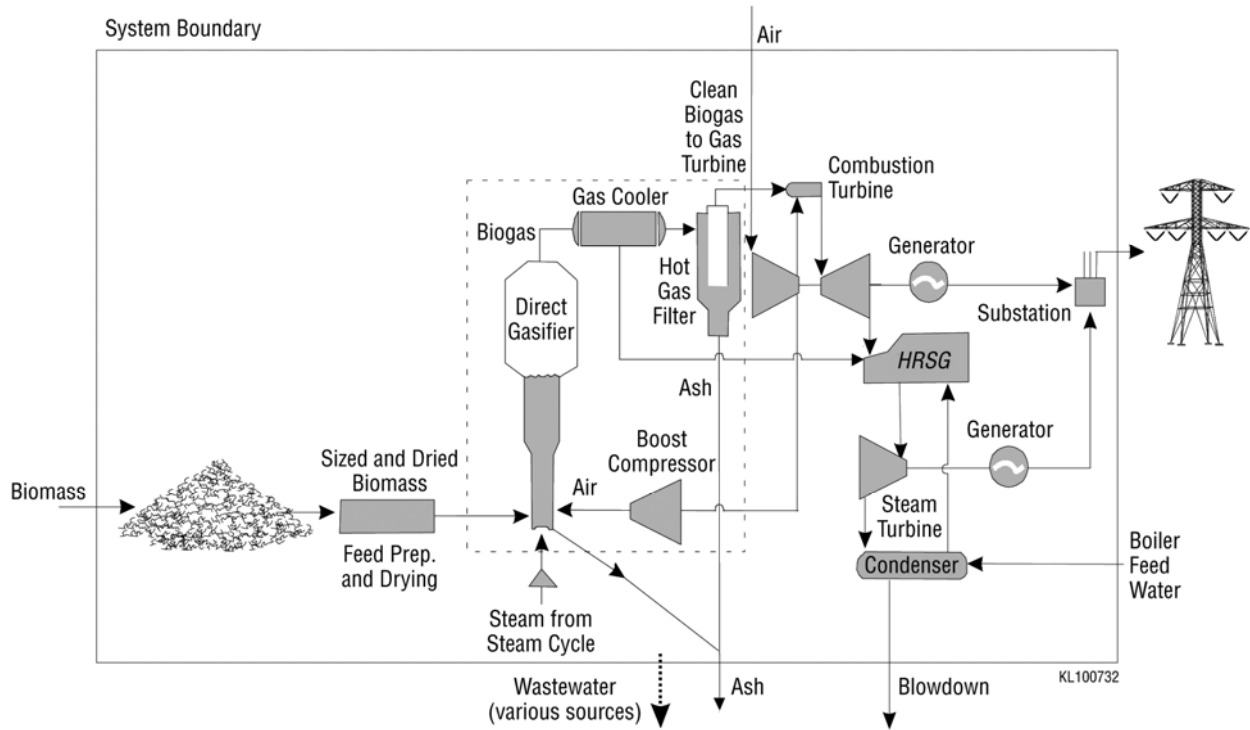 System Boundary
Air
Clean
Biogas
to Gas
Turbine
Combustion
Turbine
Gas Cooler
Biogas
Hot
Gas
Filter
Direct
Gasifier
Generator
Substation
HRSG
Ash
Boost
Compressor
Air
Generator
Steam
Turbine
Sized and Dried
Biomass
Biomass
Feed Prep.
and Drying
Condenser
Boiler
Feed
Water
Steam from
Steam Cycle
KL100732
Wastewater
(various sources)
Ash
Blowdown